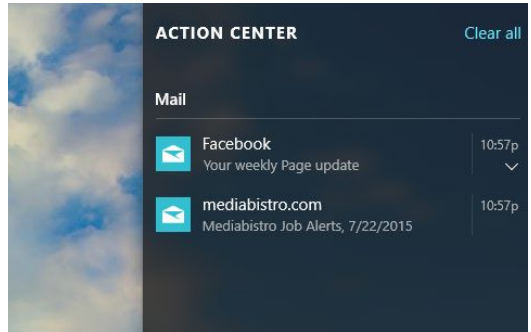 ACTION CENTER Clear all
Mail
Facebook 10:57p
Your weekly Page update
mediabistro.com 10:57p
Mediabistro Job Alerts, 7/22/2015